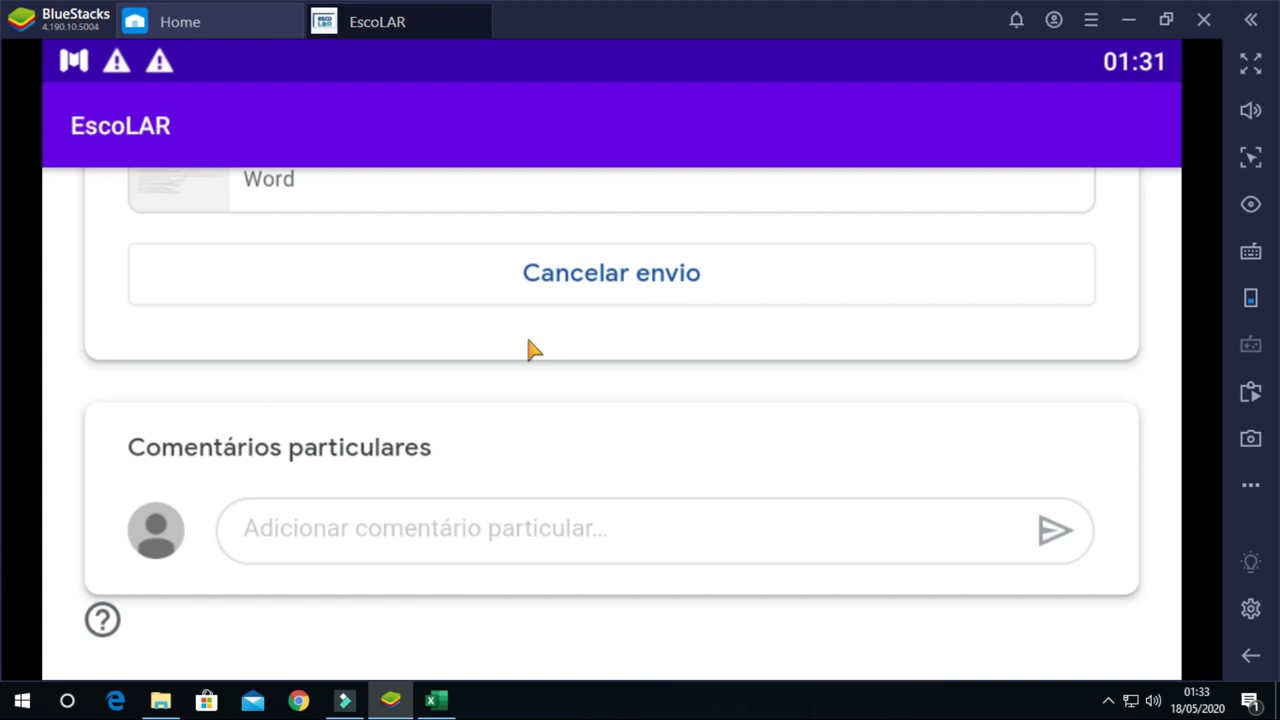 BlueStacks
4.190.10.5004
Home
EscoLAR
01:31
EscoLAR
Word
Cancelar envio
Comentários particulares
Adicionar comentário particular...
01:33
18/05/2020
1